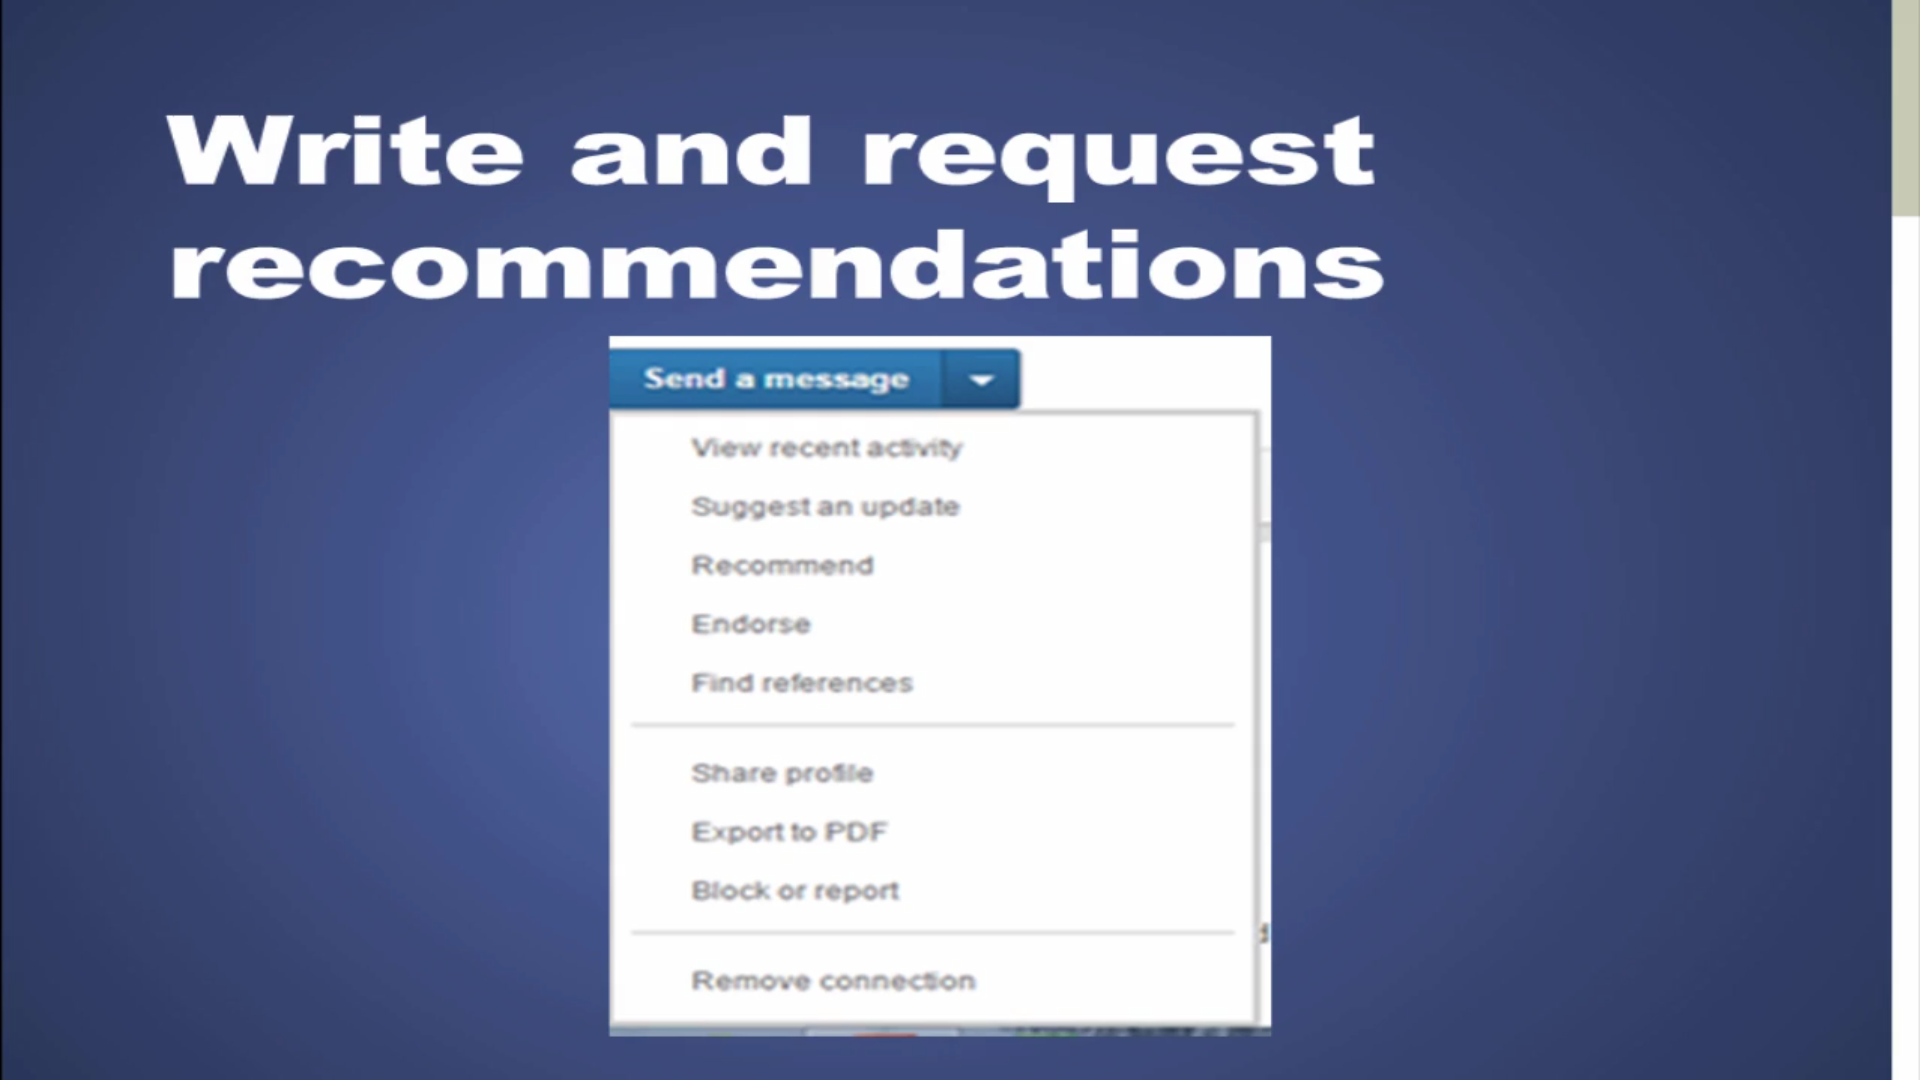 Write and request
recommendations
Send a message
View recent activity
Suggest an update
Recommend
Endorse
Find references
Share profile
Export to PDF
Block or report
Remove connection